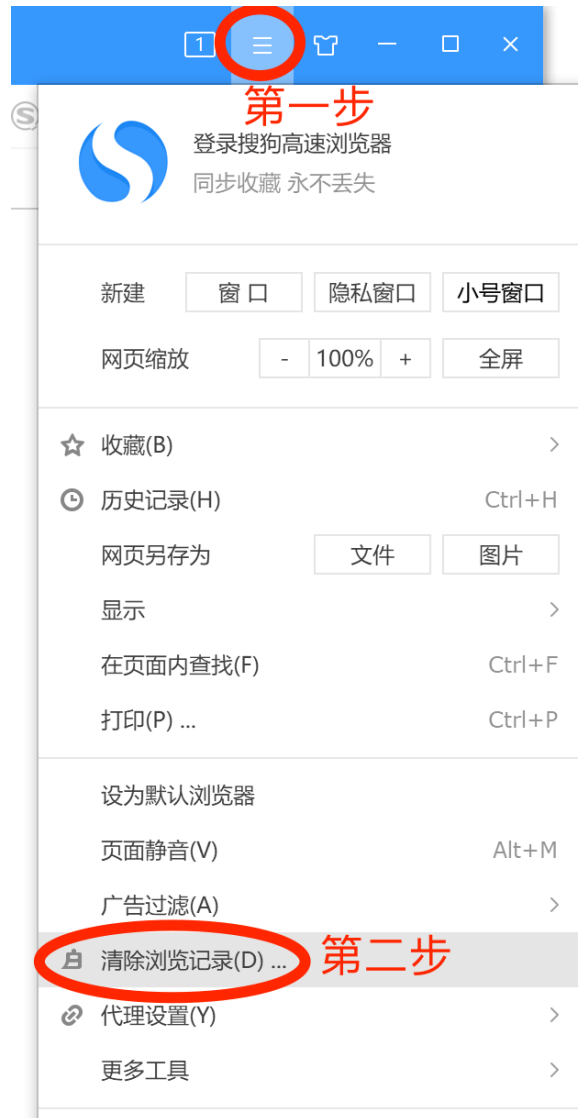 1
第一步
登录搜狗高速浏览器
同步收藏 永不丢失
新建 窗口 隐私窗口 小号窗口
网页缩放 - 100% + 全屏
收藏(B)
历史记录(H) Ctrl+H
网页另存为 文件 图片
显示
在页面内查找(F) Ctrl+F
打印(P) ... Ctrl+P
设为默认浏览器
页面静音(V) Alt+M
广告过滤(A)
清除浏览记录(D) ... 第二步
代理设置(Y)
更多工具